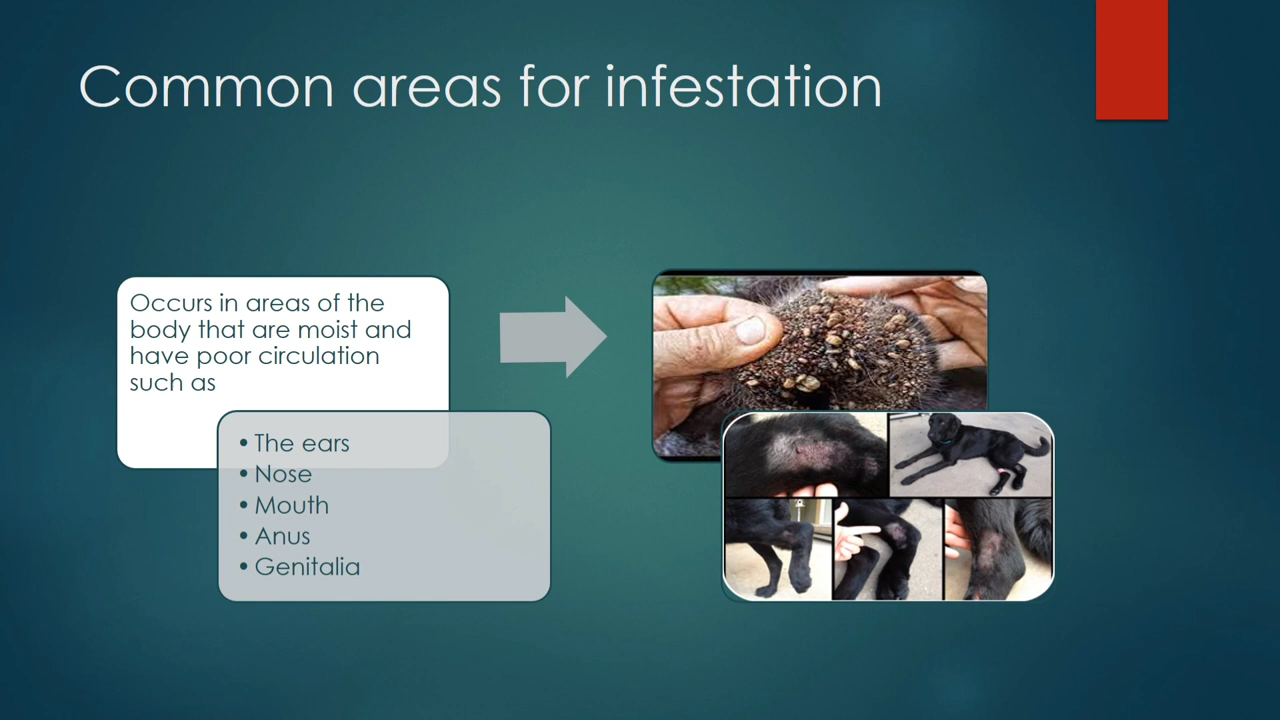 Common areas for infestation
Occurs in areas of the
body that are moist and
have poor circulation
such as
• The ears
• Nose
• Mouth
• Anus
• Genitalia